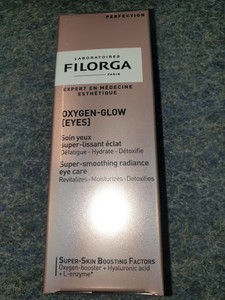 PERFECTION
LABORATOIRES
FILORGA
PARIS
EXPERT EN MÉDECINE
ESTHÉTIQUE
OXYGEN-GLOW
[EYES]
Soin yeux
super-lissant éclat
Défatigue - Hydrate - Détoxifie
Super-smoothing radiance
eye care
Revitalizes - Moisturizes - Detoxifies
SUPER-SKIN BOOSTING FACTORS
Oxygen-booster + Hyaluronic acid
+ L-enzyme*